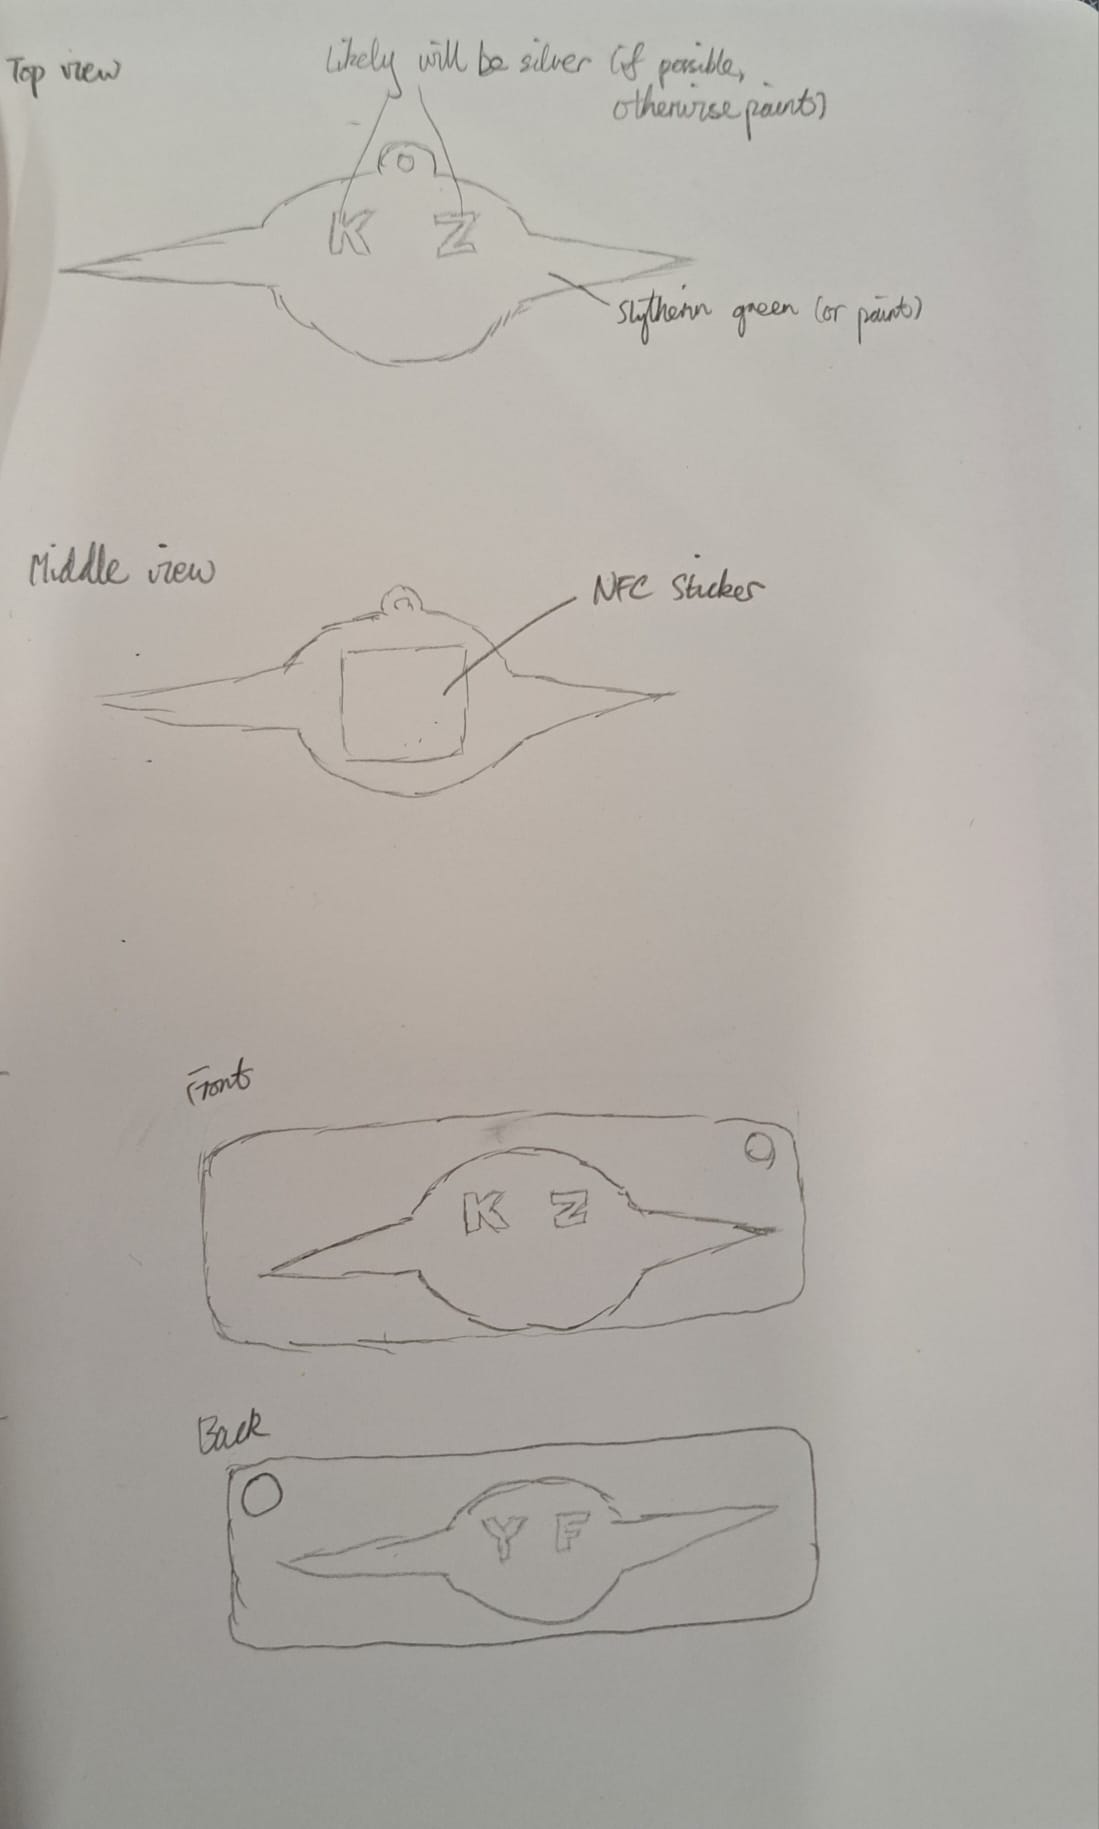 Top view
Likely will be silver (if possible,
otherwise paint)
K Z
Slytherin green (or paint)
Middle view
NFC Sticker
Front
K Z
Back
Y F